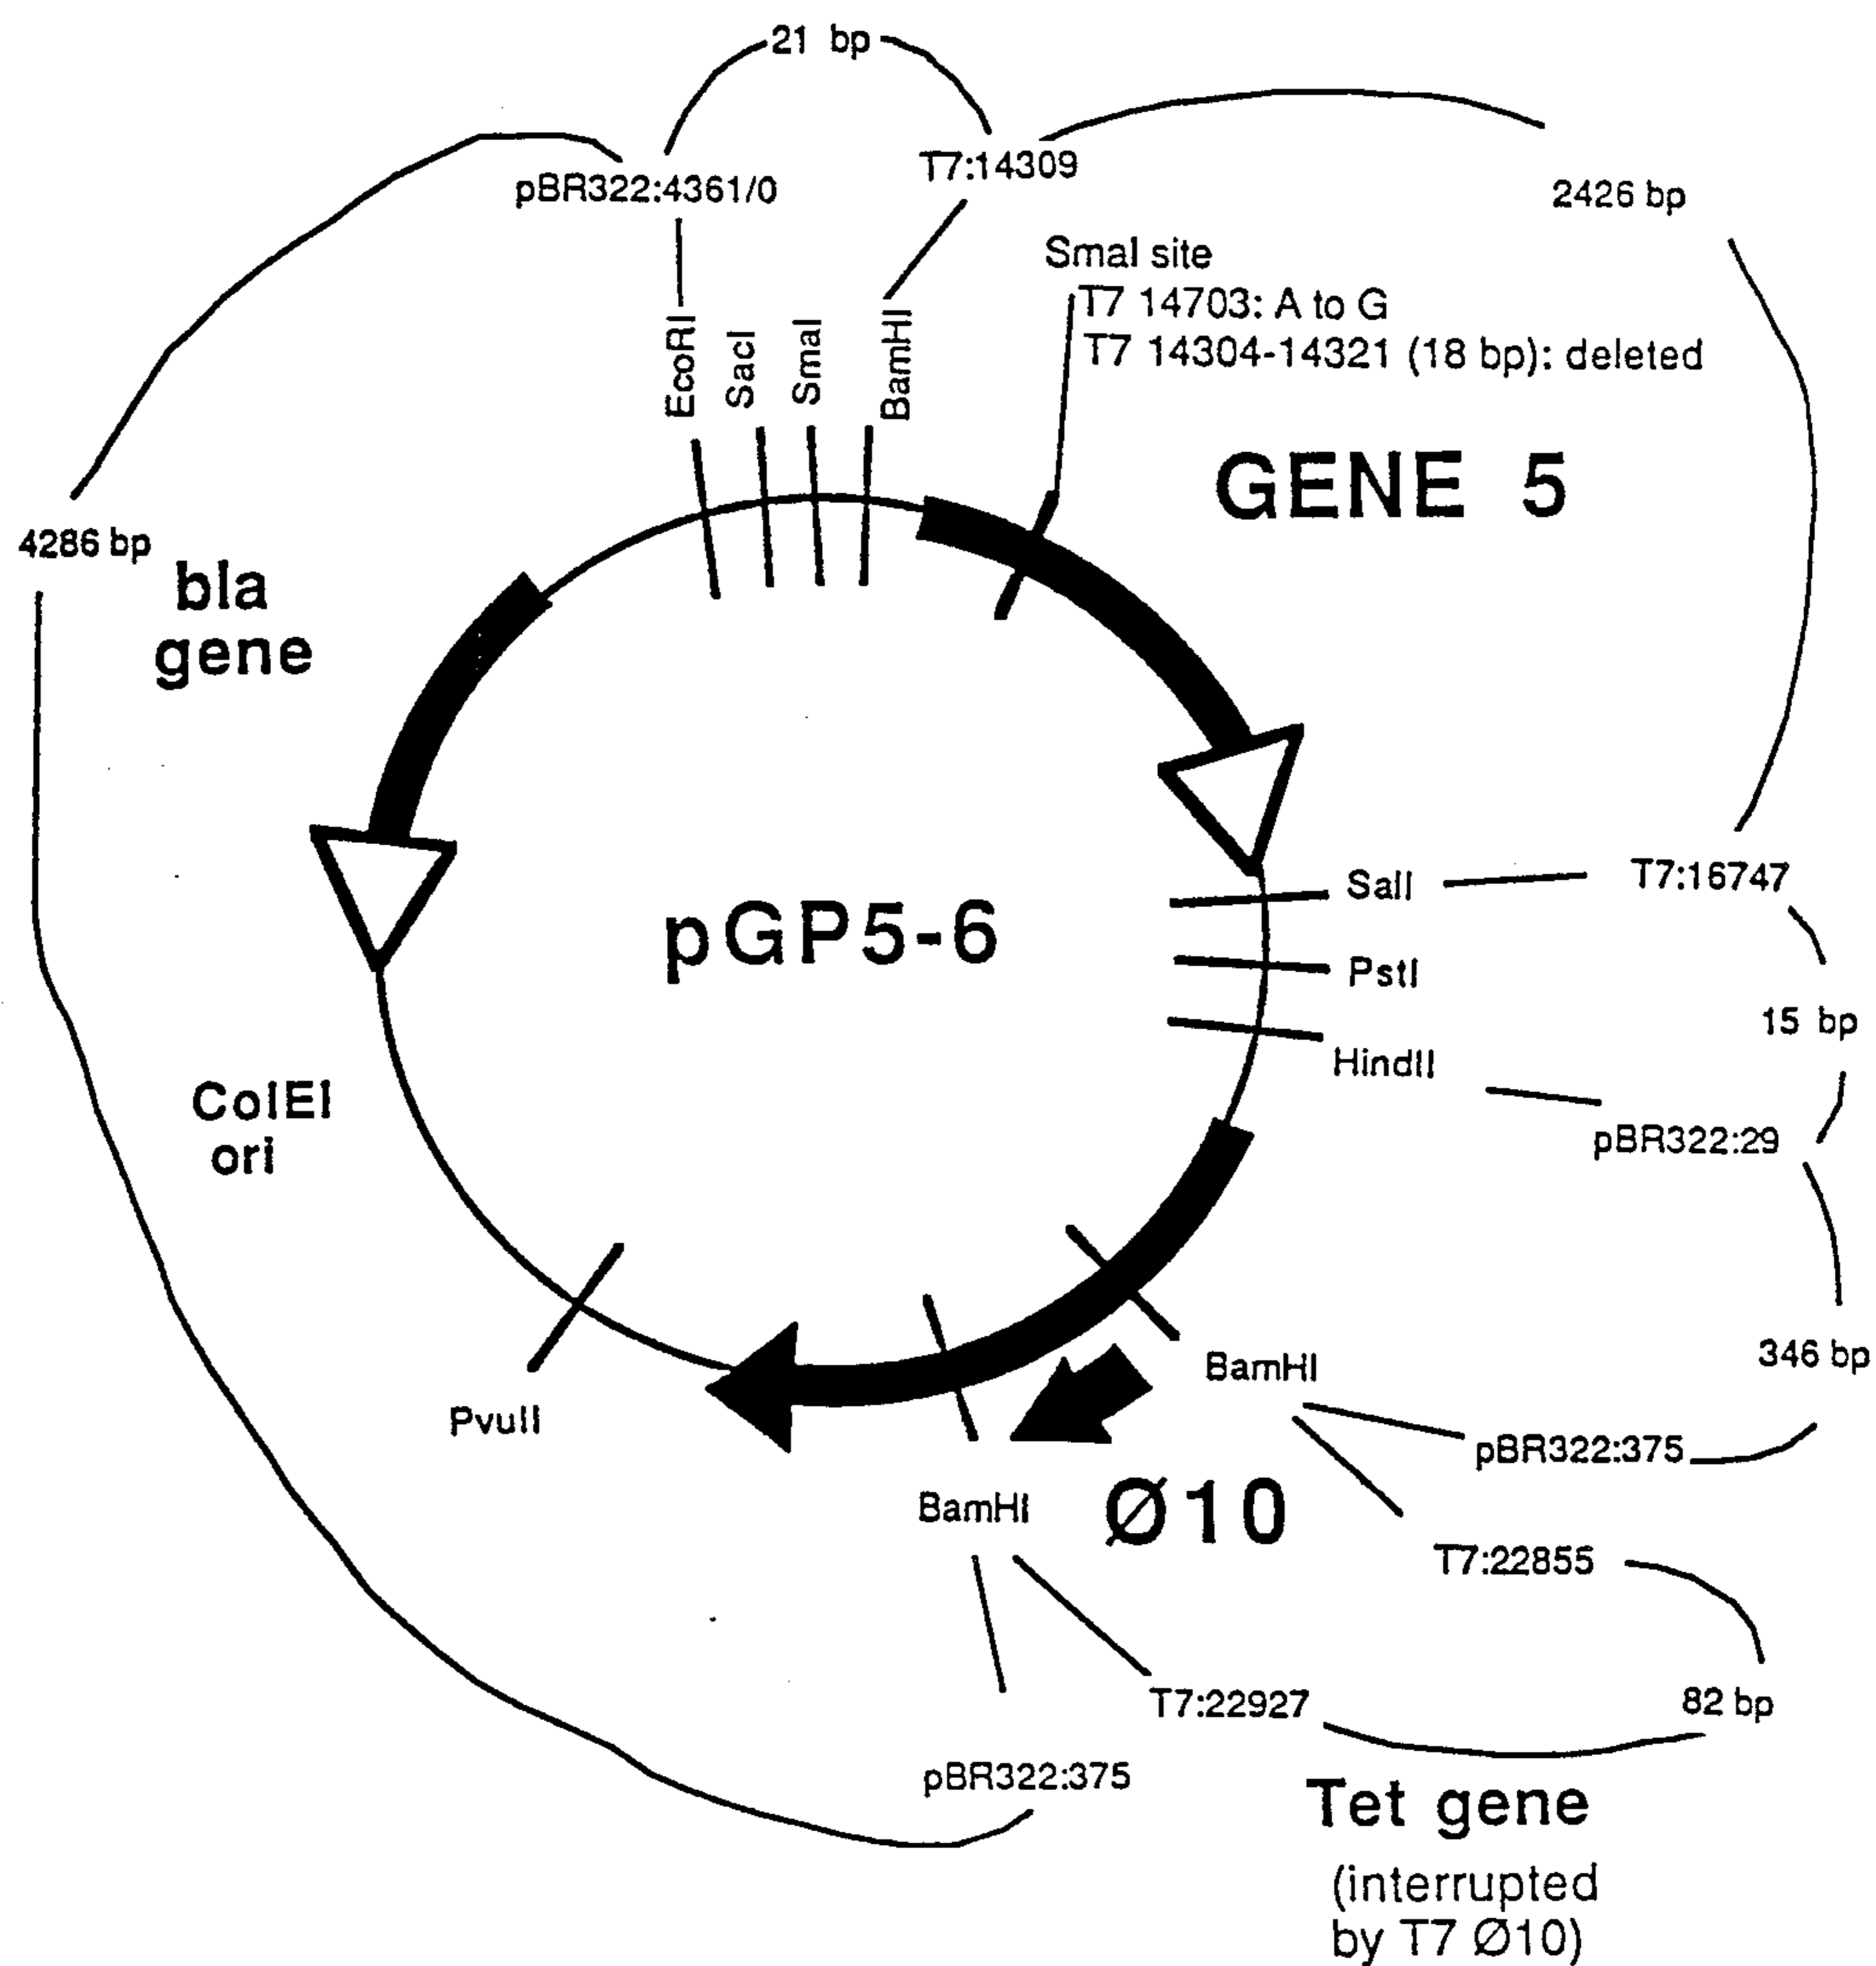 21 bp
pBR322:4361/0
T7:14309
2426 bp
SmaI site
T7 14703: A to G
T7 14304-14321 (18 bp): deleted
EcoRI
SacI
SmaI
BamHI
GENE 5
4286 bp
bla
gene
SalI
T7:16747
pGP5-6
PstI
15 bp
HindII
ColEI
ori
pBR322:29
346 bp
BamHI
PvuII
pBR322:375
BamHI
Ø10
T7:22855
T7:22927
82 bp
pBR322:375
Tet gene
(interrupted
by T7 Ø10)